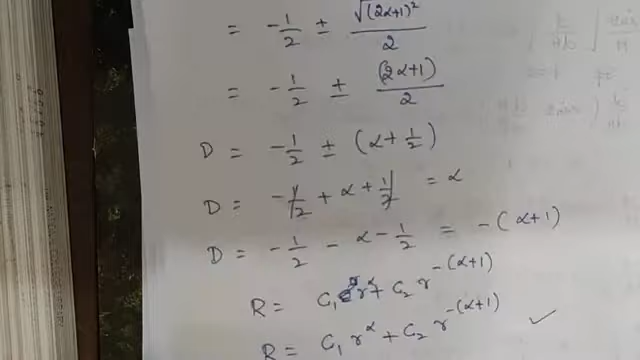 = -1/2 ± √(2α+1)²/2
= -1/2 ± (2α+1)/2
D = -1/2 ± (α + 1/2)
D = -1/2 + α + 1/2 = α
D = -1/2 - α - 1/2 = -(α+1)
R = C₁ r^α + C₂ r^-(α+1)
R = C₁ r^α + C₂ r^-(α+1) ✓